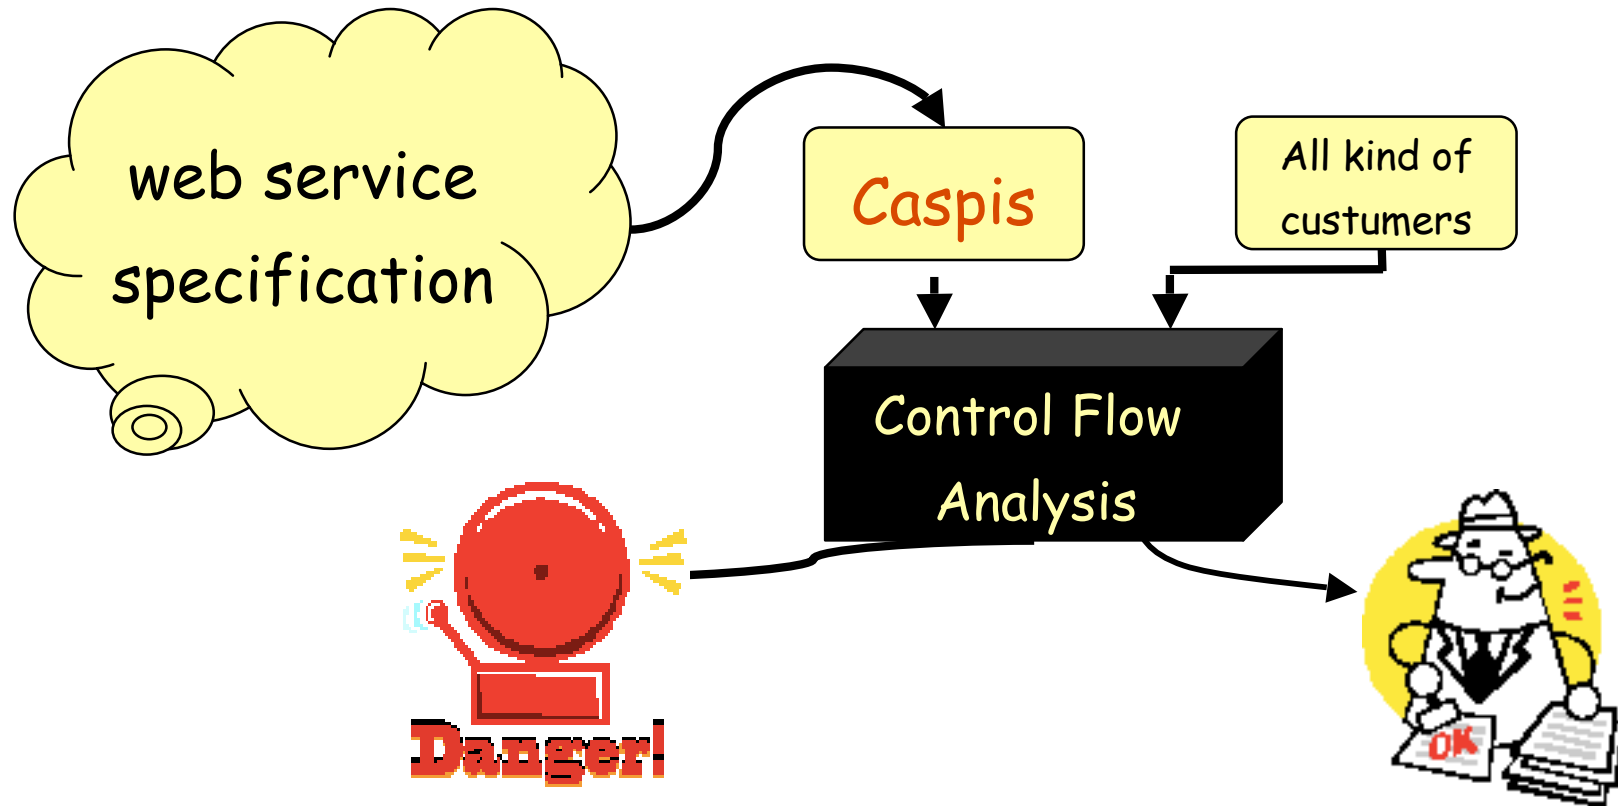 web service
specification
Caspis
All kind of
custumers
Control Flow
Analysis
Danger!
OK